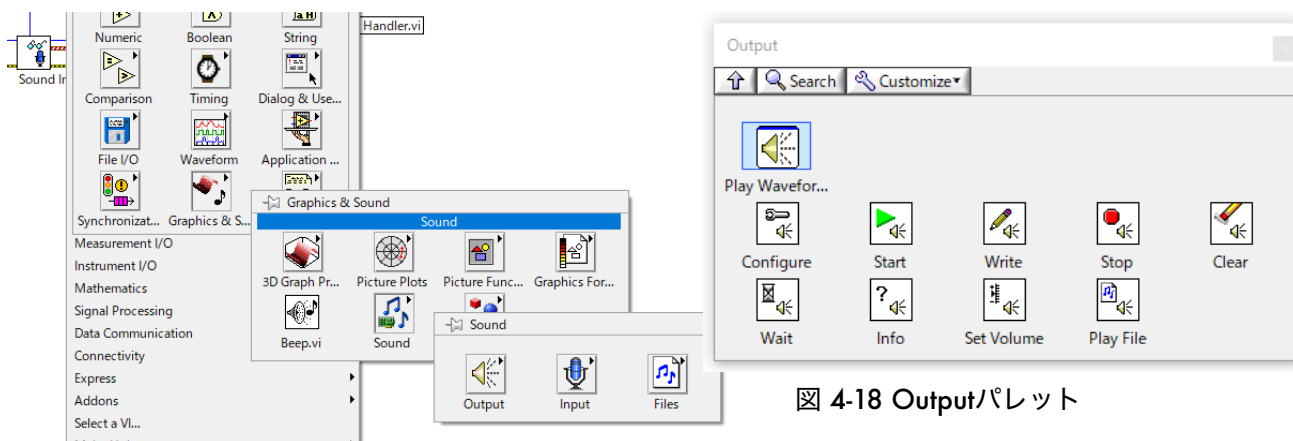 Numeric Boolean String
Handler.vi
Sound In
Comparison Timing Dialog & Use...
File I/O Waveform Application ...
Synchronizat... Graphics & S...
Measurement I/O
Instrument I/O
Mathematics
Signal Processing
Data Communication
Connectivity
Express
Addons
Select a VI...
Graphics & Sound
Sound
3D Graph Pr... Picture Plots Picture Func... Graphics For...
Beep.vi Sound
Sound
Output Input Files
Output
Search Customize
Play Wavefor...
Configure Start Write Stop Clear
Wait Info Set Volume Play File
図 4-18 Outputパレット